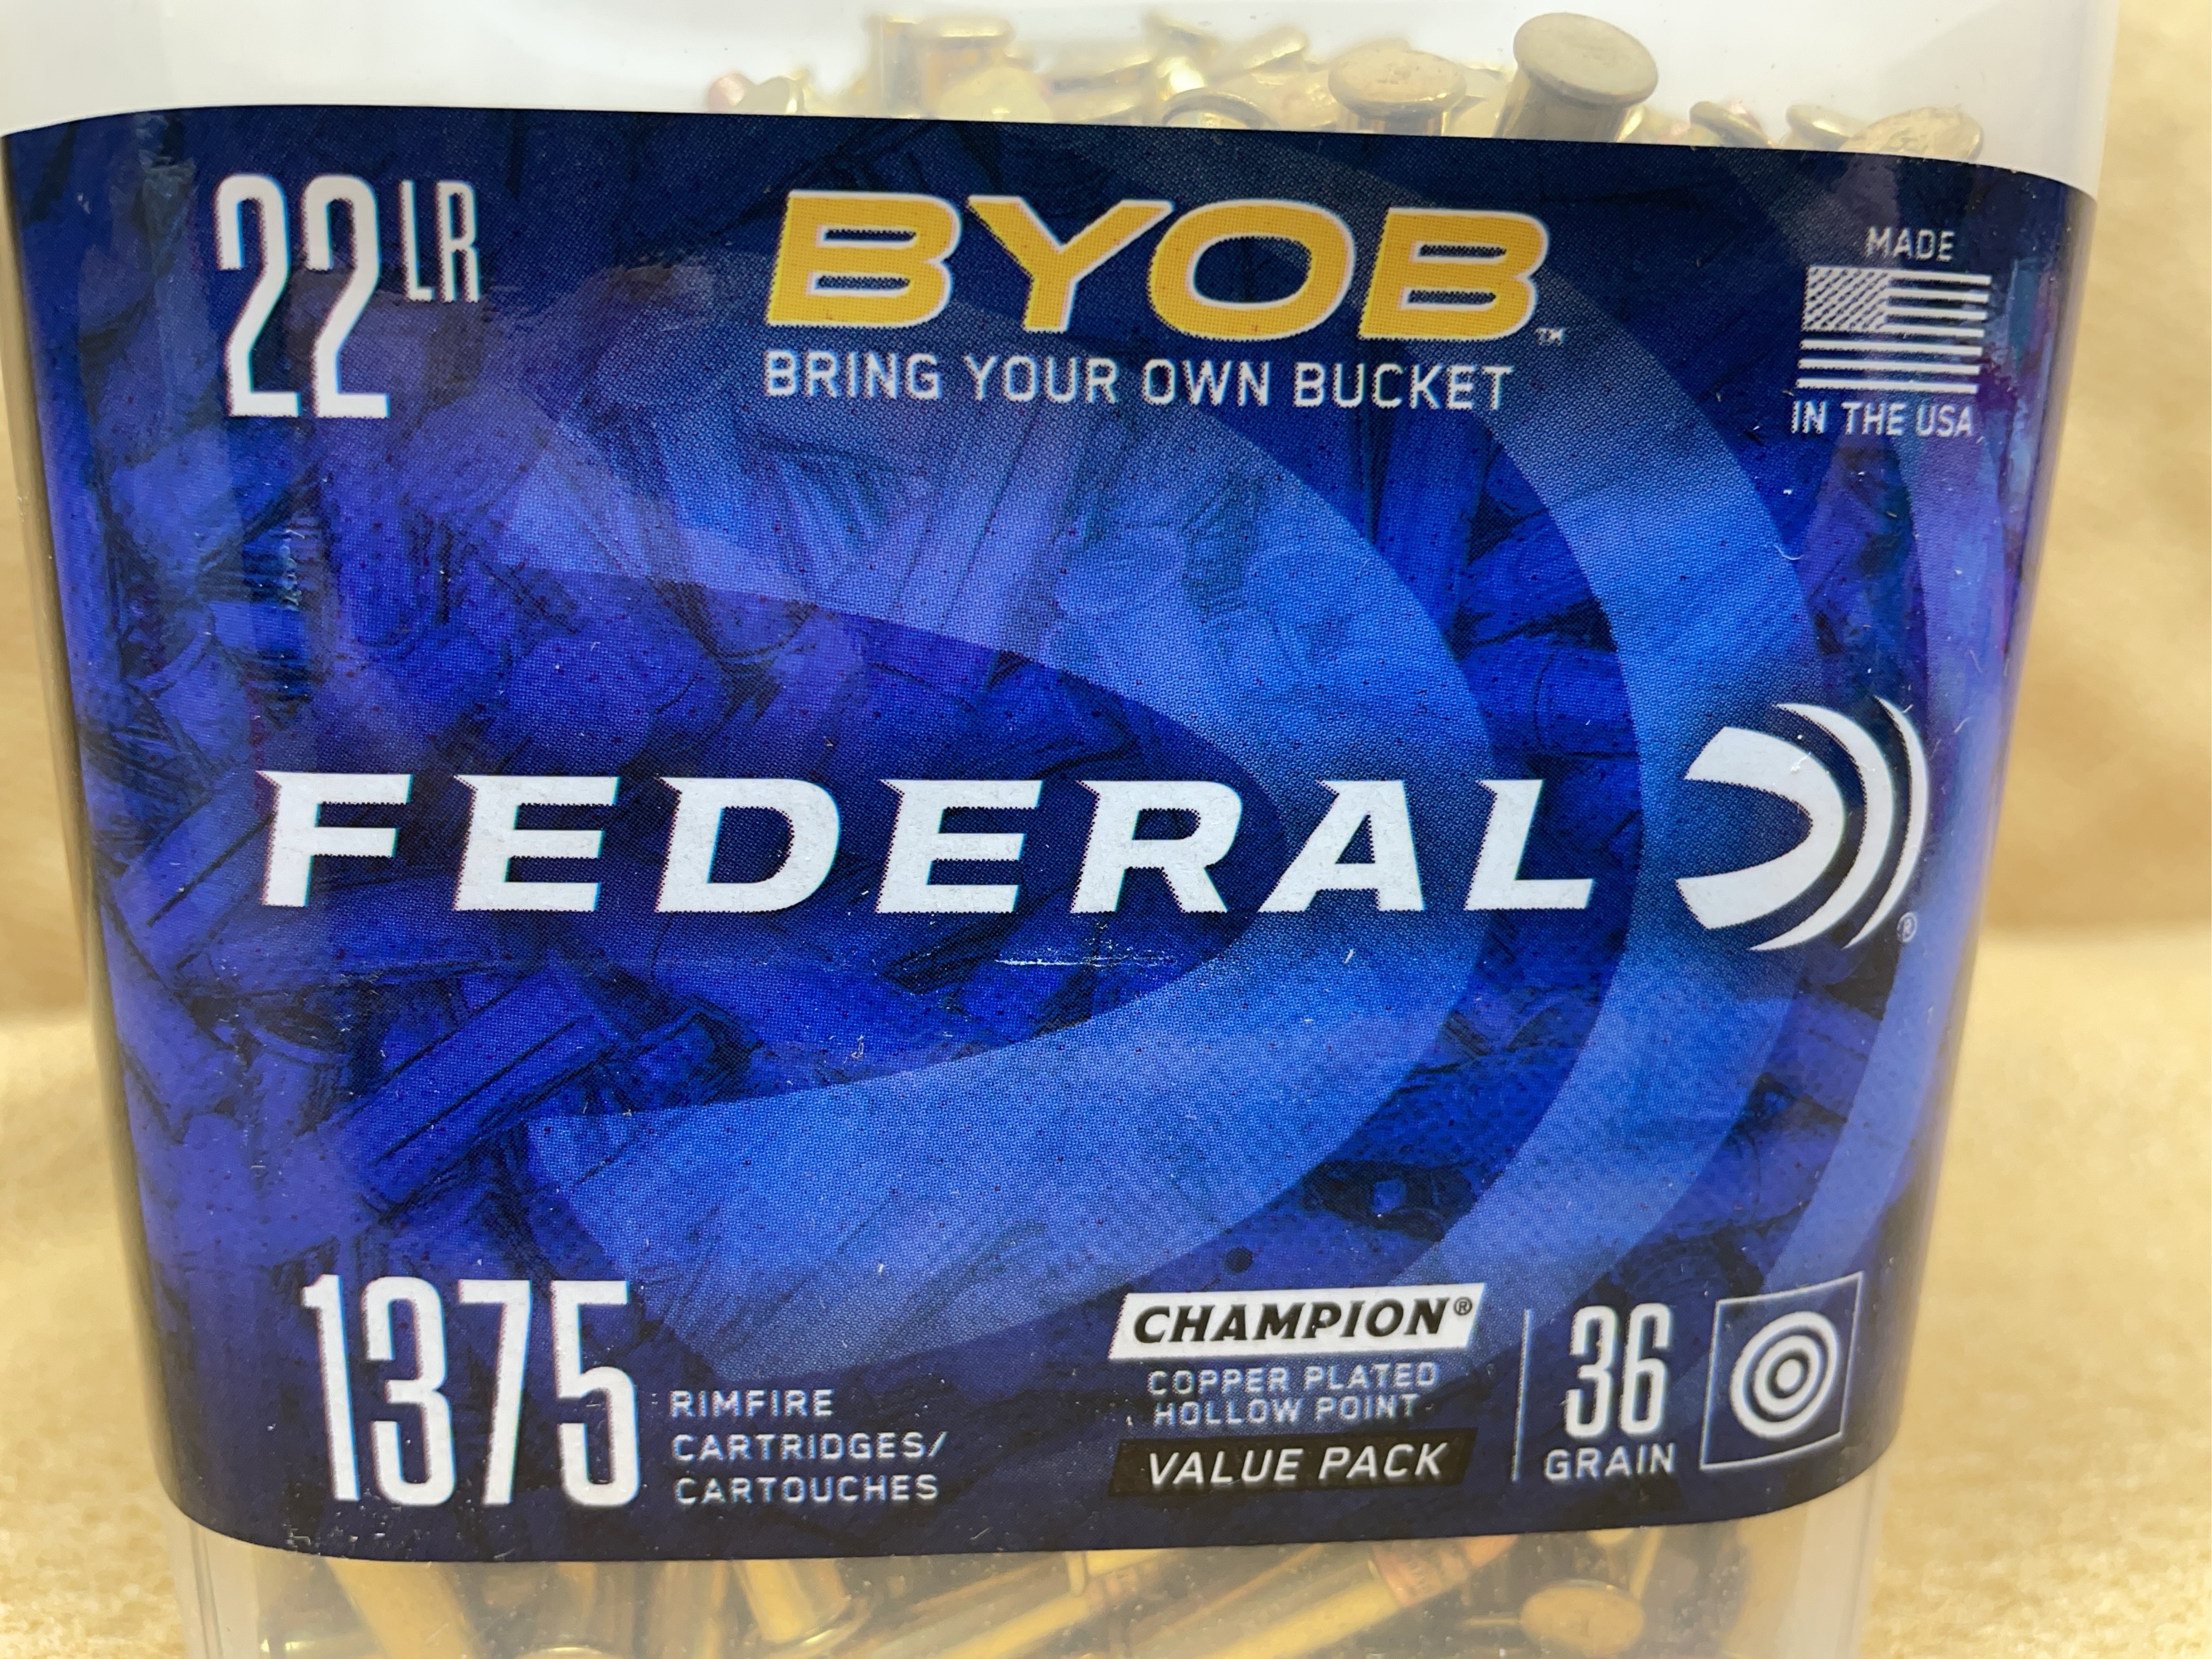 22 LR
BYOB™
BRING YOUR OWN BUCKET
MADE
IN THE USA
FEDERAL®
1375
RIMFIRE
CARTRIDGES/
CARTOUCHES
CHAMPION®
COPPER PLATED
HOLLOW POINT
VALUE PACK
36
GRAIN